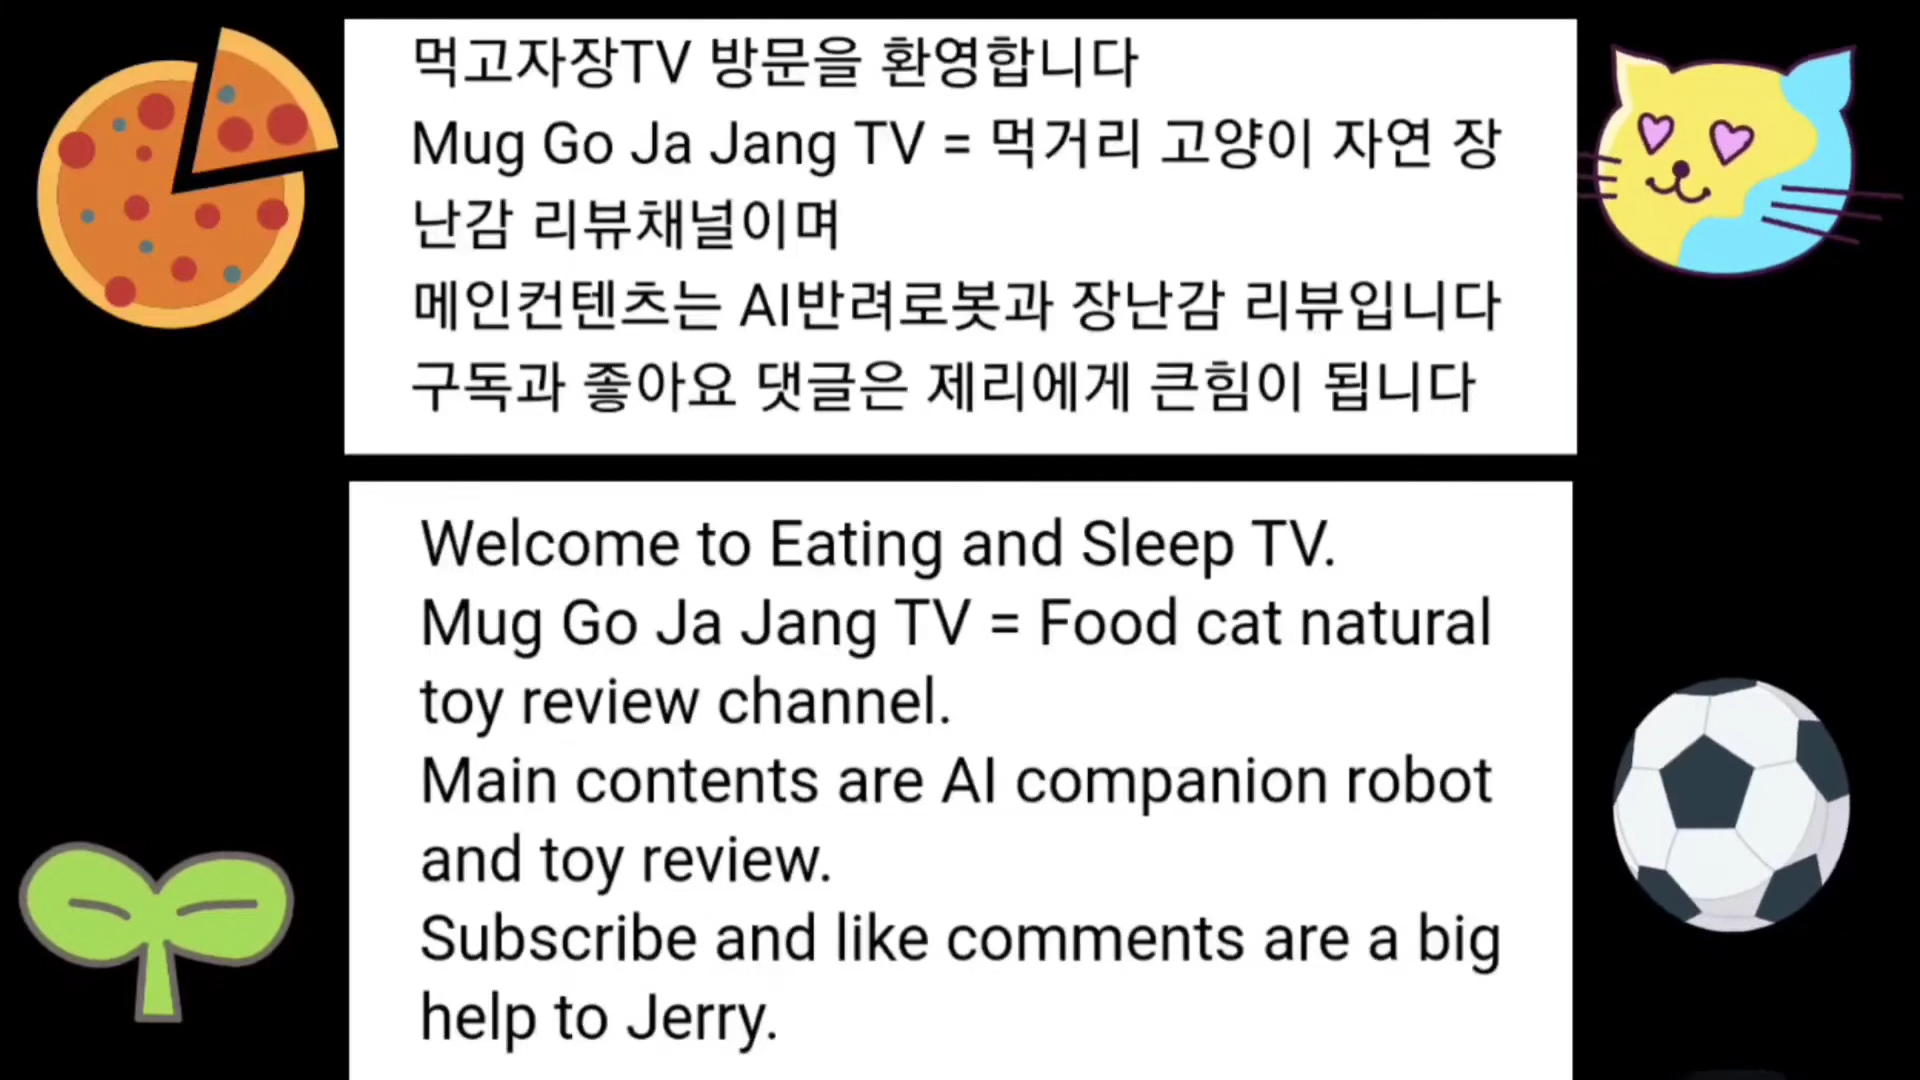 먹고자장TV 방문을 환영합니다
Mug Go Ja Jang TV = 먹거리 고양이 자연 장
난감 리뷰채널이며
메인컨텐츠는 AI반려로봇과 장난감 리뷰입니다
구독과 좋아요 댓글은 제리에게 큰힘이 됩니다
Welcome to Eating and Sleep TV.
Mug Go Ja Jang TV = Food cat natural
toy review channel.
Main contents are AI companion robot
and toy review.
Subscribe and like comments are a big
help to Jerry.